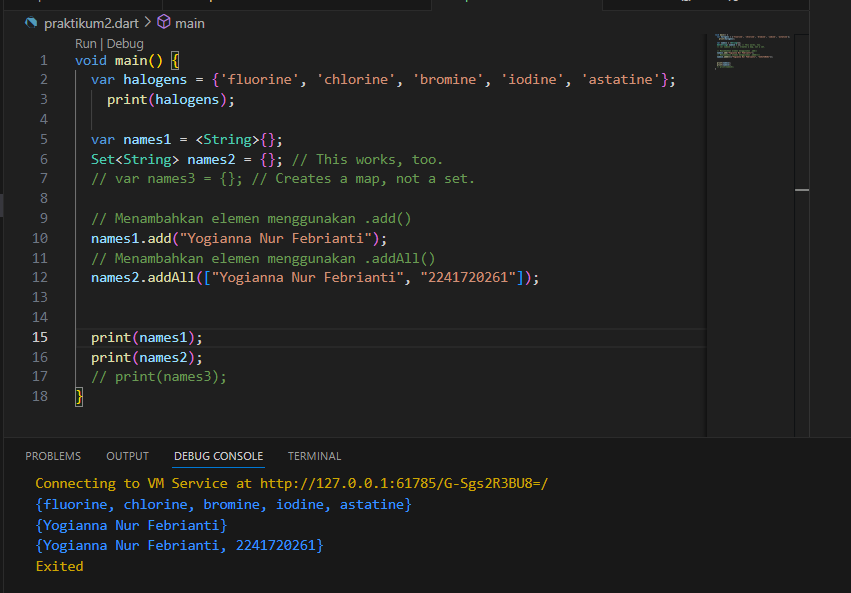 praktikum2.dart > main
Run | Debug
1 void main() {
2 var halogens = {'fluorine', 'chlorine', 'bromine', 'iodine', 'astatine'};
3 print(halogens);
4
5 var names1 = <String>{};
6 Set<String> names2 = {}; // This works, too.
7 // var names3 = {}; // Creates a map, not a set.
8
9 // Menambahkan elemen menggunakan .add()
10 names1.add("Yogianna Nur Febrianti");
11 // Menambahkan elemen menggunakan .addAll()
12 names2.addAll(["Yogianna Nur Febrianti", "2241720261"]);
13
14
15 print(names1);
16 print(names2);
17 // print(names3);
18 }
PROBLEMS OUTPUT DEBUG CONSOLE TERMINAL
Connecting to VM Service at http://127.0.0.1:61785/G-Sgs2R3BU8=/
{fluorine, chlorine, bromine, iodine, astatine}
{Yogianna Nur Febrianti}
{Yogianna Nur Febrianti, 2241720261}
Exited